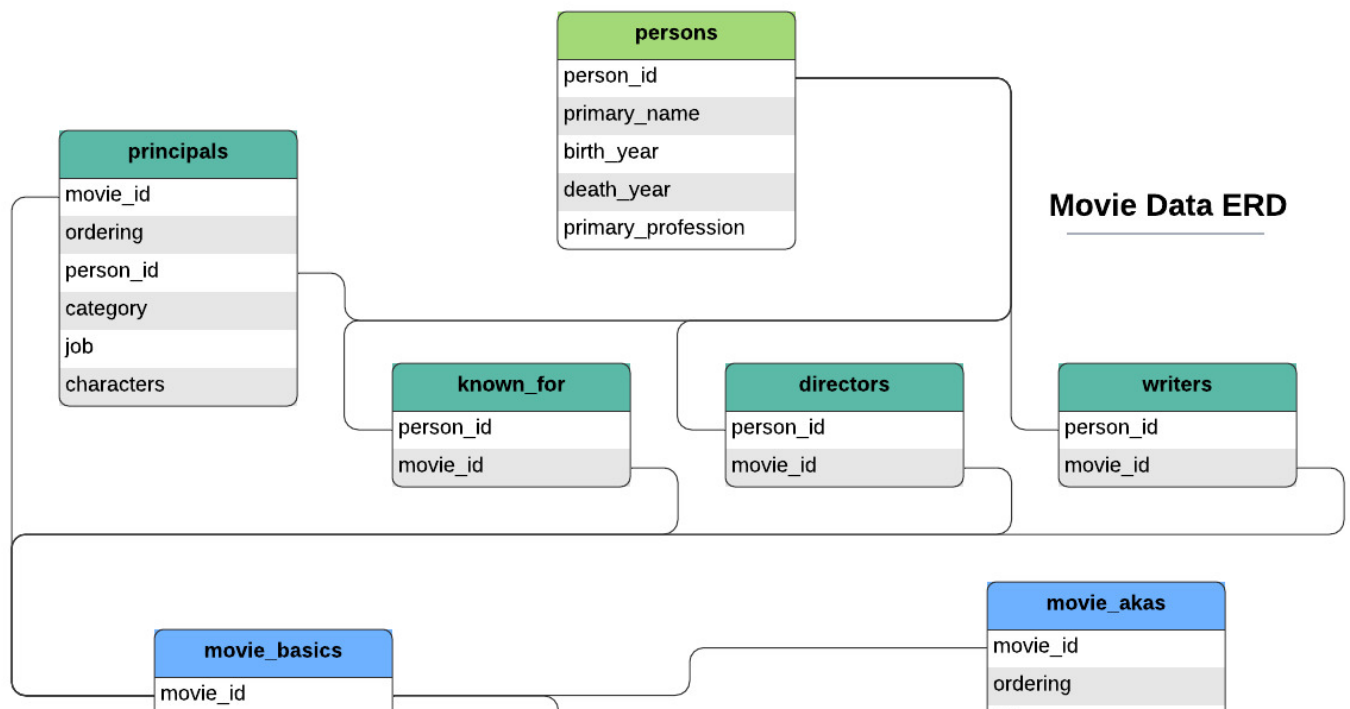 persons
person_id
primary_name
birth_year
death_year
primary_profession
principals
movie_id
ordering
person_id
category
job
characters
Movie Data ERD
known_for
person_id
movie_id
directors
person_id
movie_id
writers
person_id
movie_id
movie_basics
movie_id
movie_akas
movie_id
ordering